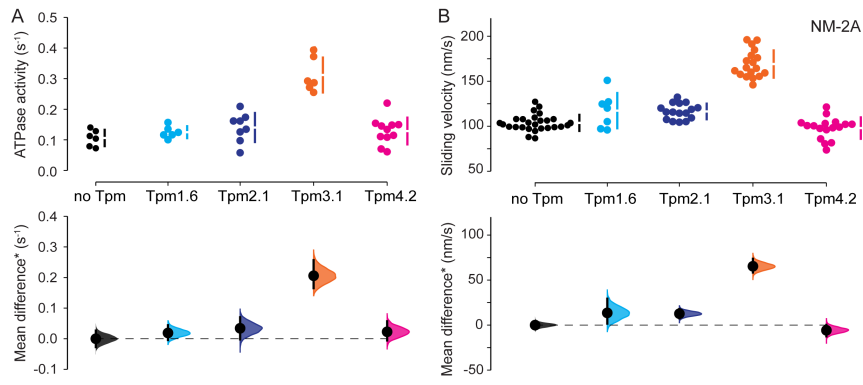 A
ATPase activity (s⁻¹)
0.5
0.4
0.3
0.2
0.1
0.0
no Tpm Tpm1.6 Tpm2.1 Tpm3.1 Tpm4.2
Mean difference* (s⁻¹)
0.4
0.3
0.2
0.1
0.0
-0.1
B
NM-2A
Sliding velocity (nm/s)
200
150
100
50
no Tpm Tpm1.6 Tpm2.1 Tpm3.1 Tpm4.2
Mean difference* (nm/s)
100
50
0
-50